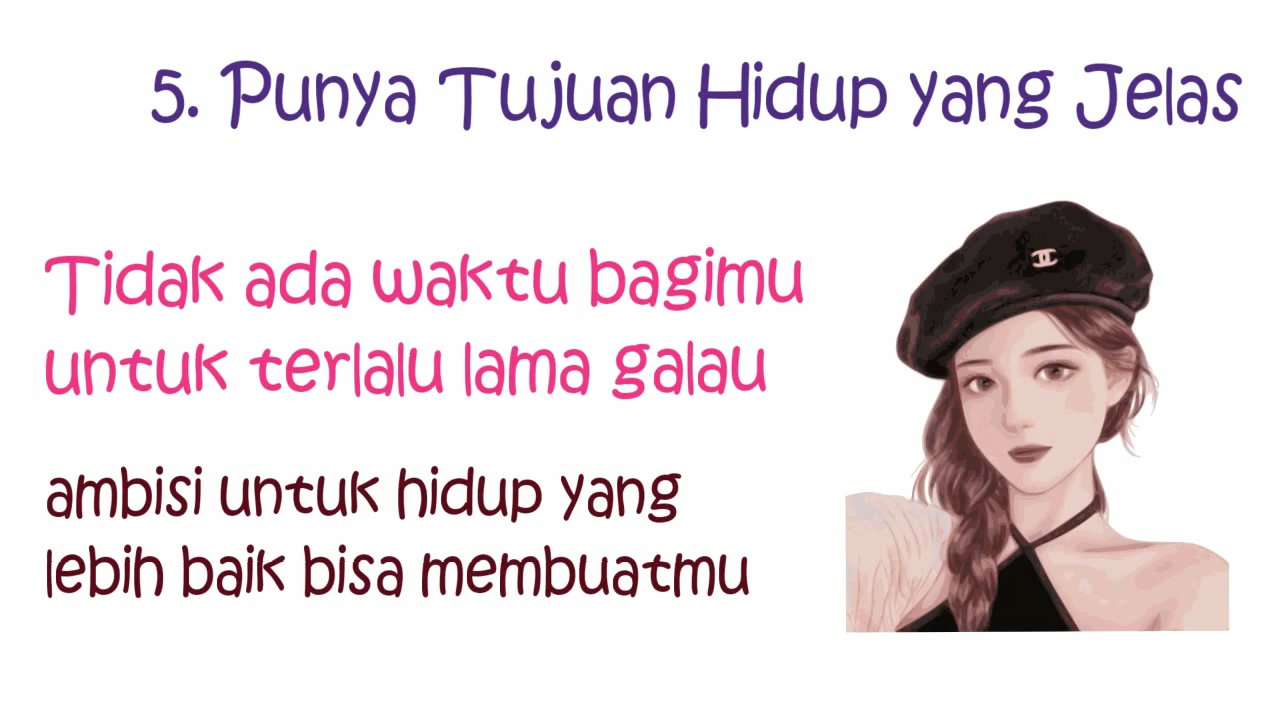 5. Punya Tujuan Hidup yang Jelas
Tidak ada waktu bagimu
untuk terlalu lama galau
ambisi untuk hidup yang
lebih baik bisa membuatmu